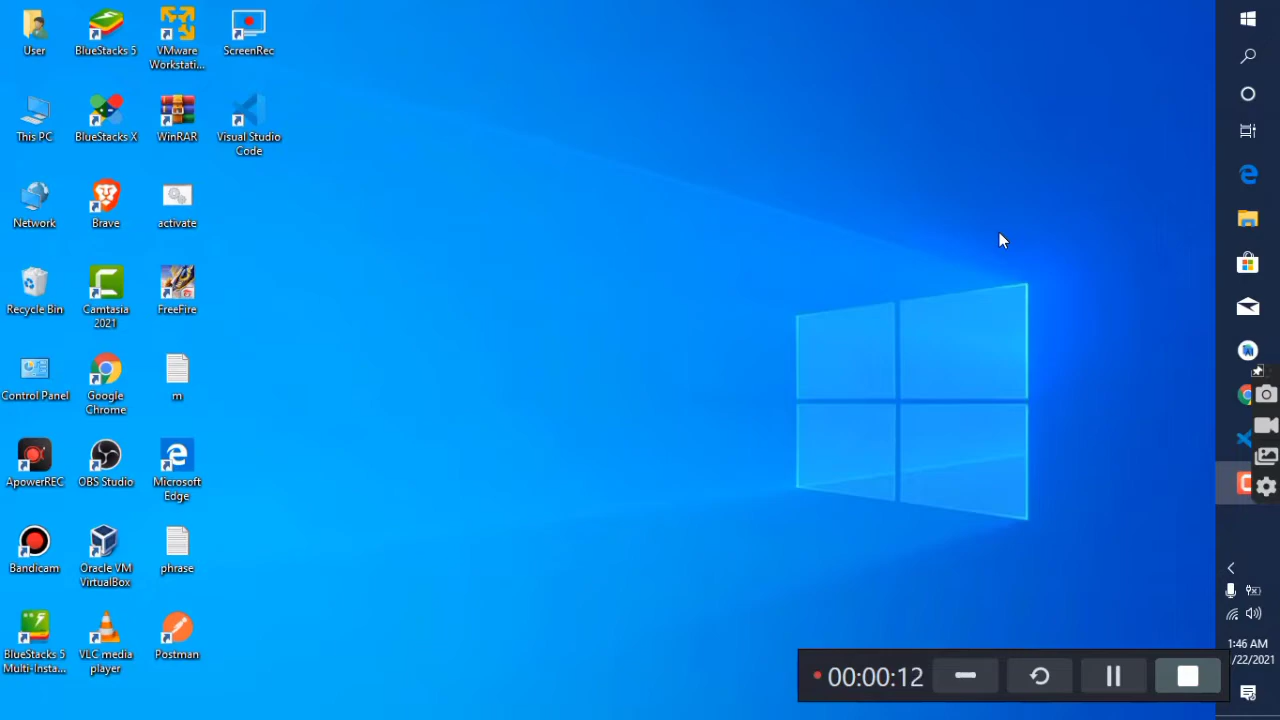 User
BlueStacks 5
VMware
Workstati...
ScreenRec
This PC
BlueStacks X
WinRAR
Visual Studio
Code
Network
Brave
activate
Recycle Bin
Camtasia
2021
FreeFire
Control Panel
Google
Chrome
m
ApowerREC
OBS Studio
Microsoft
Edge
Bandicam
Oracle VM
VirtualBox
phrase
BlueStacks 5
Multi-Insta...
VLC media
player
Postman
00:00:12
1:46 AM
/22/2021